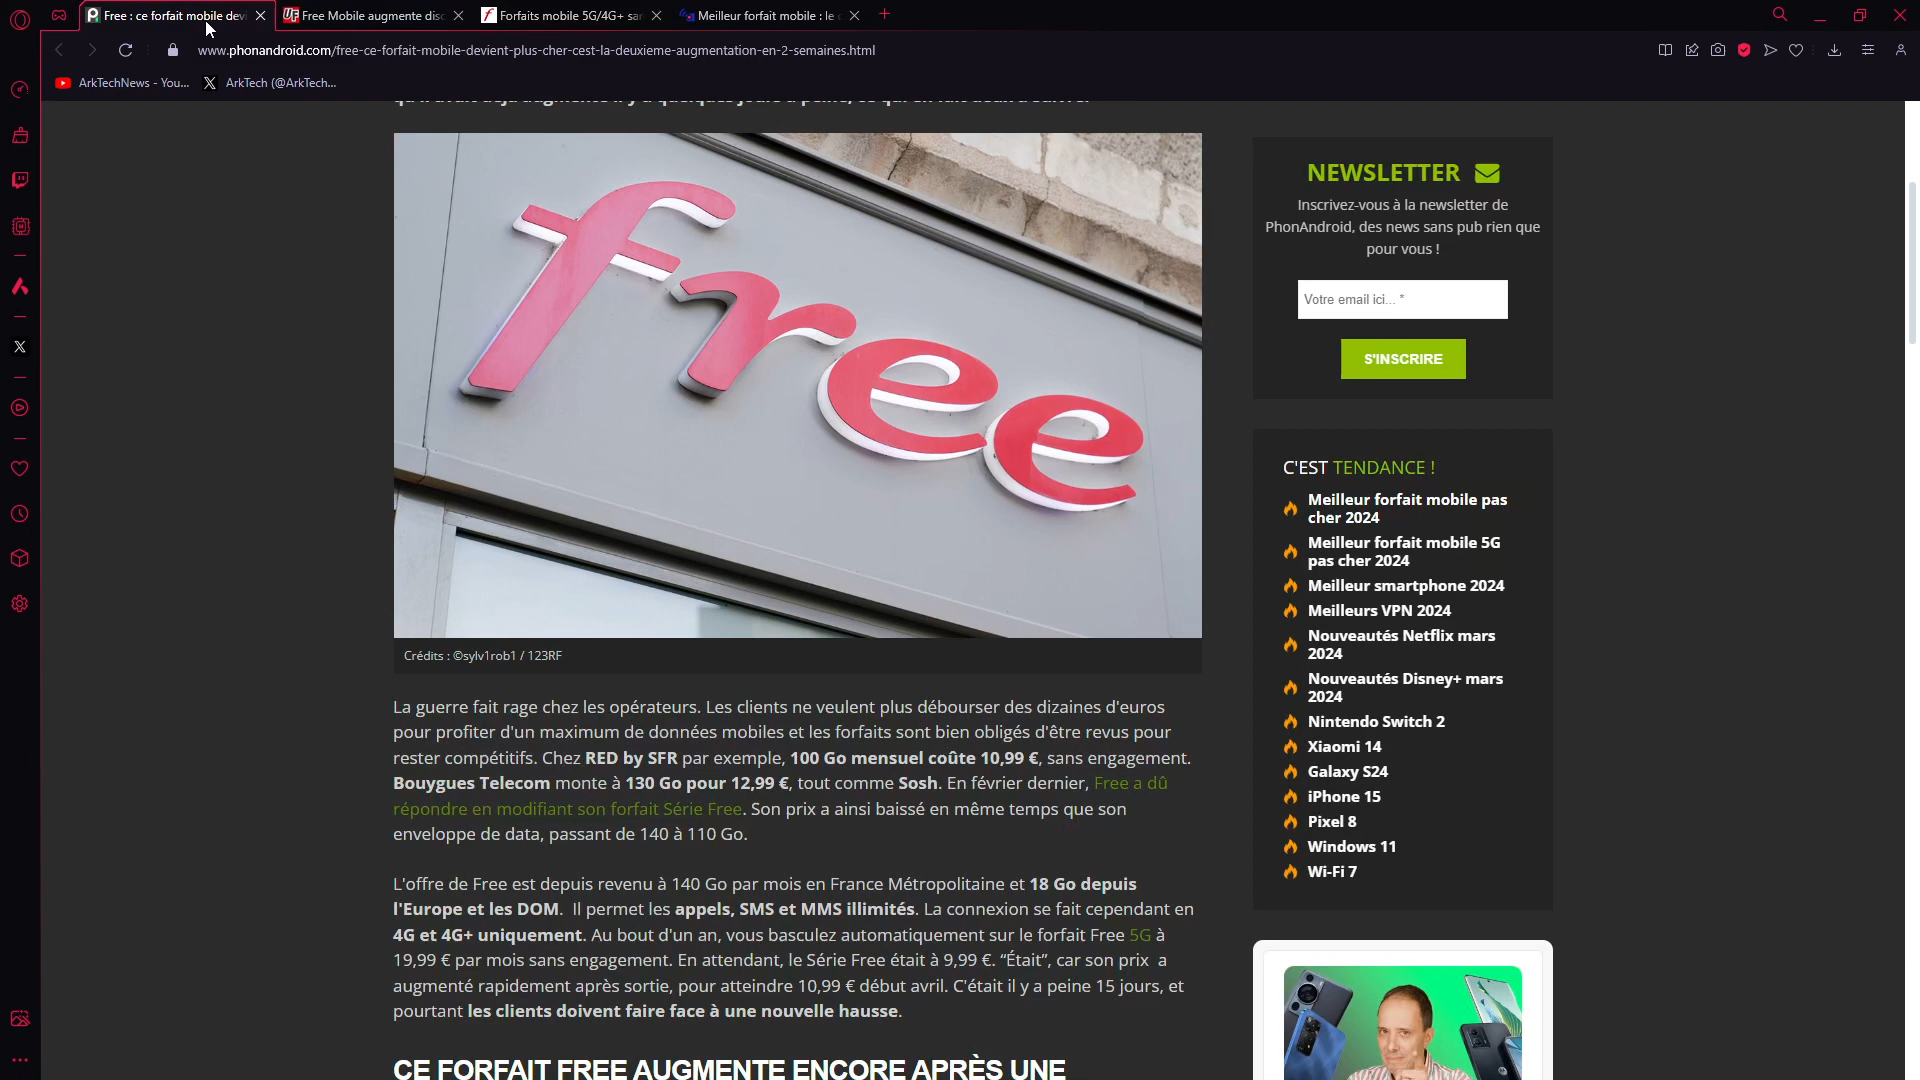 Free : ce forfait mobile devi
Free Mobile augmente disc
Forfaits mobile 5G/4G+ sa
Meilleur forfait mobile : le
www.phonandroid.com/free-ce-forfait-mobile-devient-plus-cher-cest-la-deuxieme-augmentation-en-2-semaines.html
ArkTechNews - You...
ArkTech (@ArkTech...
free
Crédits : ©sylv1rob1 / 123RF
La guerre fait rage chez les opérateurs. Les clients ne veulent plus débourser des dizaines d'euros
pour profiter d'un maximum de données mobiles et les forfaits sont bien obligés d'être revus pour
rester compétitifs. Chez RED by SFR par exemple, 100 Go mensuel coûte 10,99 €, sans engagement.
Bouygues Telecom monte à 130 Go pour 12,99 €, tout comme Sosh. En février dernier, Free a dû
répondre en modifiant son forfait Série Free. Son prix a ainsi baissé en même temps que son
enveloppe de data, passant de 140 à 110 Go.
L'offre de Free est depuis revenu à 140 Go par mois en France Métropolitaine et 18 Go depuis
l'Europe et les DOM. Il permet les appels, SMS et MMS illimités. La connexion se fait cependant en
4G et 4G+ uniquement. Au bout d'un an, vous basculez automatiquement sur le forfait Free 5G à
19,99 € par mois sans engagement. En attendant, le Série Free était à 9,99 €. “Était”, car son prix a
augmenté rapidement après sortie, pour atteindre 10,99 € début avril. C'était il y a peine 15 jours, et
pourtant les clients doivent faire face à une nouvelle hausse.
CE FORFAIT FREE AUGMENTE ENCORE APRÈS UNE
NEWSLETTER
Inscrivez-vous à la newsletter de
PhonAndroid, des news sans pub rien que
pour vous !
Votre email ici... *
S'INSCRIRE
C'EST TENDANCE !
Meilleur forfait mobile pas
cher 2024
Meilleur forfait mobile 5G
pas cher 2024
Meilleur smartphone 2024
Meilleurs VPN 2024
Nouveautés Netflix mars
2024
Nouveautés Disney+ mars
2024
Nintendo Switch 2
Xiaomi 14
Galaxy S24
iPhone 15
Pixel 8
Windows 11
Wi-Fi 7